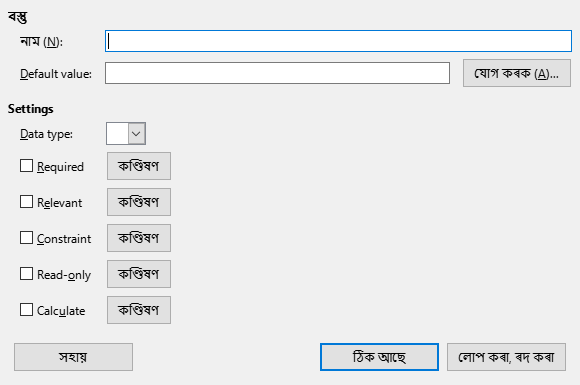 বস্তু
নাম (N):
Default value:
যোগ কৰক (A)...
Settings
Data type:
Required
কণ্ডিষণ
Relevant
কণ্ডিষণ
Constraint
কণ্ডিষণ
Read-only
কণ্ডিষণ
Calculate
কণ্ডিষণ
সহায়
ঠিক আছে
লোপ কৰা, ৰদ কৰা